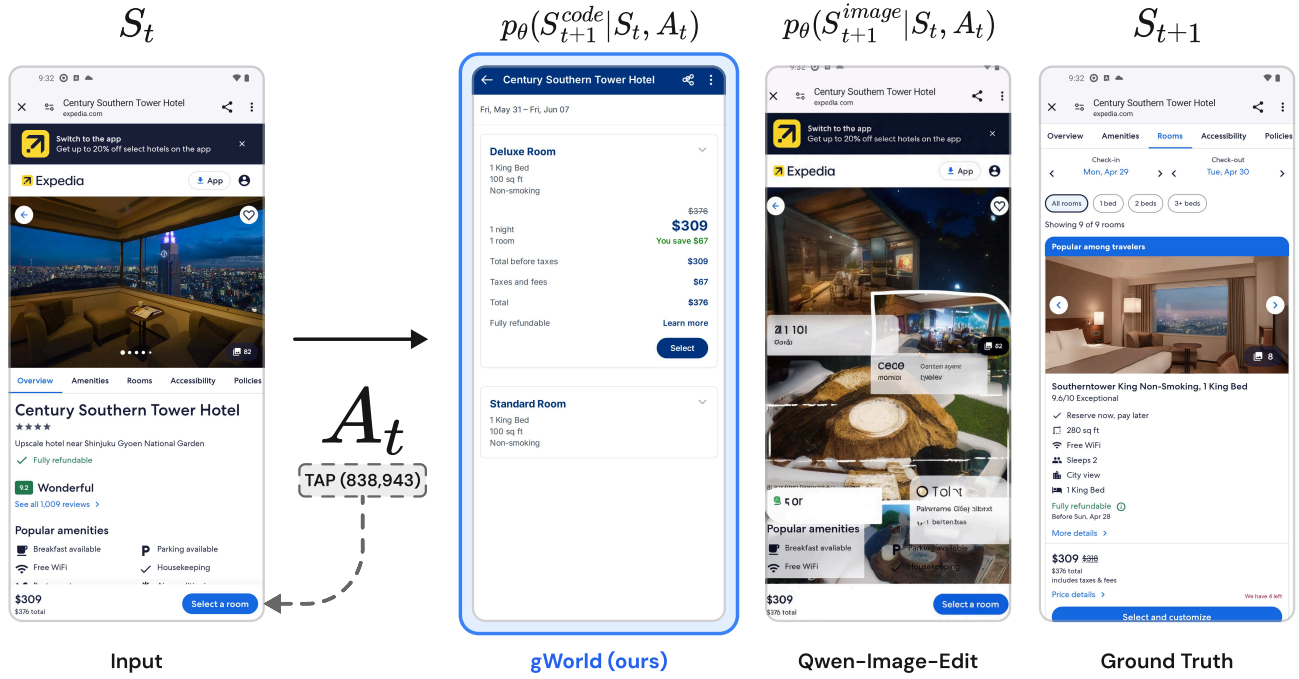 S_t
p_θ(S_{t+1}^{code}|S_t, A_t)
p_θ(S_{t+1}^{image}|S_t, A_t)
S_{t+1}
9:32
Century Southern Tower Hotel
expedia.com
Switch to the app
Get up to 20% off select hotels on the app
Expedia
App
82
Overview Amenities Rooms Accessibility Policies
Century Southern Tower Hotel
★★★★
Upscale hotel near Shinjuku Gyoen National Garden
Fully refundable
9.2 Wonderful
See all 1,009 reviews
Popular amenities
Breakfast available
Parking available
Free WiFi
Housekeeping
$309
$376 total
Select a room
Input
A_t
TAP (838,943)
Century Southern Tower Hotel
Fri, May 31 – Fri, Jun 07
Deluxe Room
1 King Bed
100 sq ft
Non-smoking
$376
1 night $309
1 room You save $67
Total before taxes $309
Taxes and fees $67
Total $376
Fully refundable Learn more
Select
Standard Room
1 King Bed
100 sq ft
Non-smoking
gWorld (ours)
9:32
Century Southern Tower Hotel
expedia.com
Switch to the app
Get up to 20% off select hotels on the app
Expedia
App
52
Popular amenities
Breakfast available
Parking available
Free WiFi
Housekeeping
$309
$376 total
Select a room
Qwen-Image-Edit
9:32
Century Southern Tower Hotel
expedia.com
Overview Amenities Rooms Accessibility Policies
Check-in
Mon, Apr 29
Check-out
Tue, Apr 30
All rooms 1 bed 2 beds 3+ beds
Showing 9 of 9 rooms
Popular among travelers
8
Southerntower King Non-Smoking, 1 King Bed
9.6/10 Exceptional
Reserve now, pay later
280 sq ft
Free WiFi
Sleeps 2
City view
1 King Bed
Fully refundable
Before Sun, Apr 28
More details
$309 $318
$376 total
includes taxes & fees
Price details
We have 4 left
Select and customize
Ground Truth